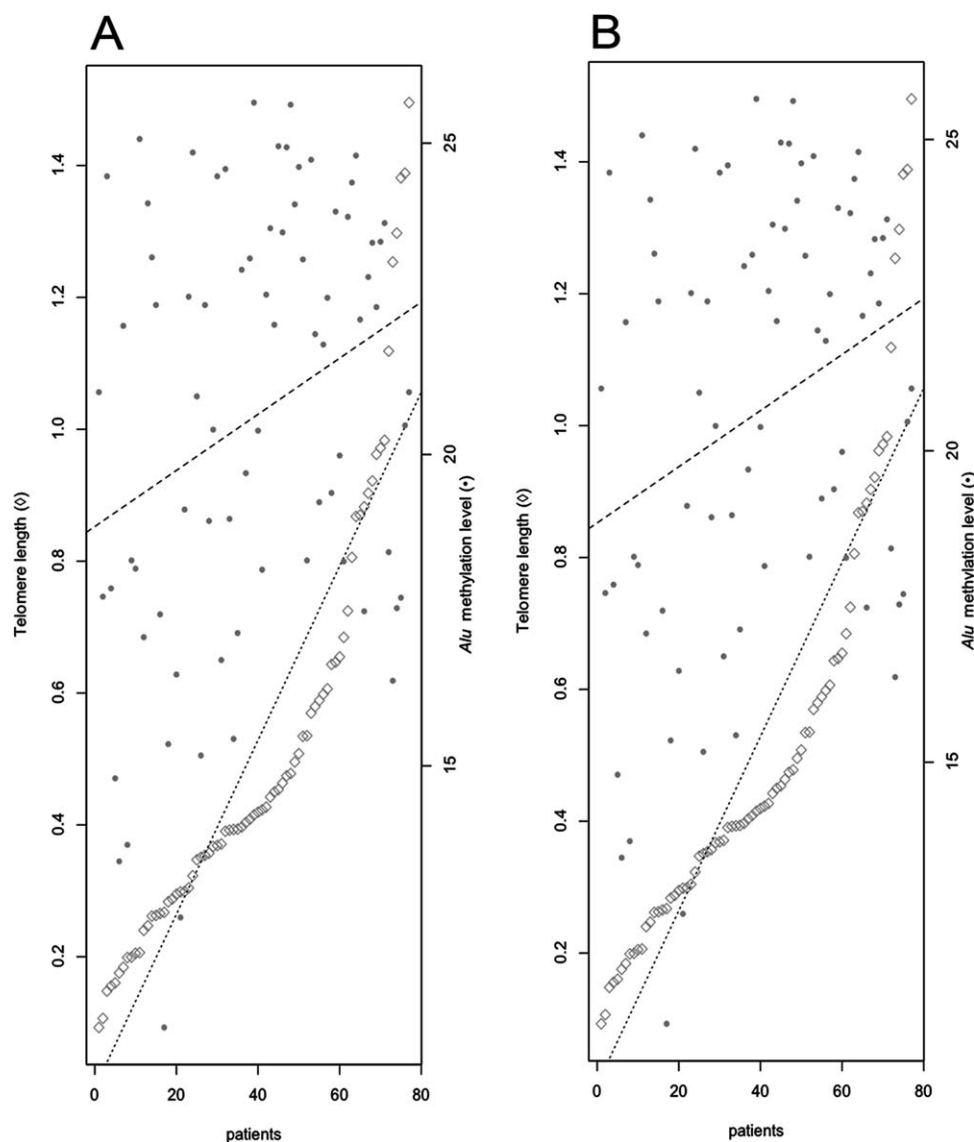 A
B
Telomere length (◊)
0.2 0.4 0.6 0.8 1.0 1.2 1.4
15 20 25
Alu methylation level (•)
0 20 40 60 80
patients
Telomere length (◊)
0.2 0.4 0.6 0.8 1.0 1.2 1.4
15 20 25
Alu methylation level (•)
0 20 40 60 80
patients